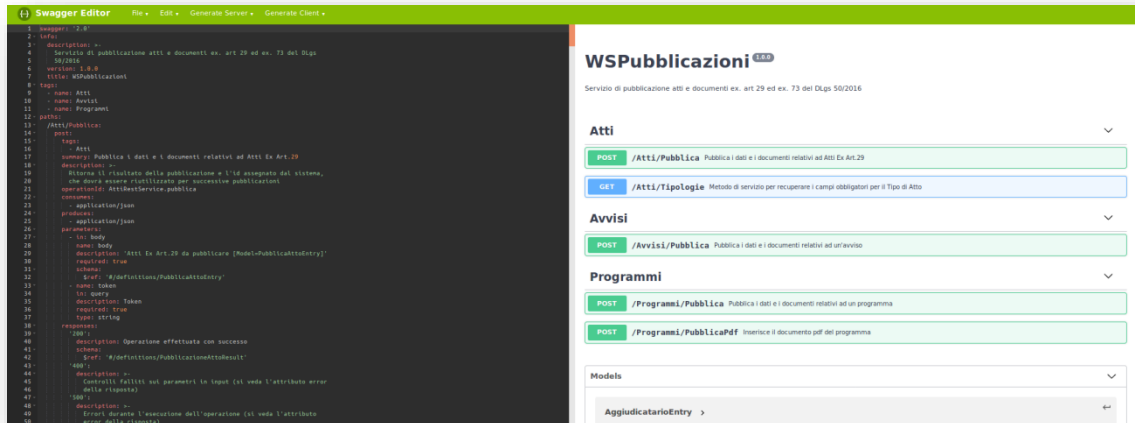 Swagger Editor File Edit Generate Server Generate Client
1 swagger: '2.0'
2 info:
3 description: >-
4 Servizio di pubblicazione atti e documenti ex. art 29 ed ex. 73 del DLgs
5 50/2016
6 version: 1.0.0
7 title: WSPubblicazioni
8 tags:
9 - name: Atti
10 - name: Avvisi
11 - name: Programmi
12 paths:
13 /Atti/Pubblica:
14 post:
15 tags:
16 - Atti
17 summary: Pubblica i dati e i documenti relativi ad Atti Ex Art.29
18 description: >-
19 Ritorna il risultato della pubblicazione e l'id assegnato dal sistema,
20 che dovrà essere riutilizzato per successive pubblicazioni
21 operationId: AttiRestService.pubblica
22 consumes:
23 - application/json
24 produces:
25 - application/json
26 parameters:
27 - in: body
28 name: body
29 description: 'Atti Ex Art.29 da pubblicare [Model=PubblicaAttoEntry]'
30 required: true
31 schema:
32 $ref: '#/definitions/PubblicaAttoEntry'
33 - name: token
34 in: query
35 description: Token
36 required: true
37 type: string
38 responses:
39 '200':
40 description: Operazione effettuata con successo
41 schema:
42 $ref: '#/definitions/PubblicazioneAttoResult'
43 '400':
44 description: >-
45 Controlli falliti sui parametri in input (si veda l'attributo error
46 della risposta)
47 '500':
48 description: >-
49 Errori durante l'esecuzione dell'operazione (si veda l'attributo
50 error della risposta)
WSPubblicazioni 1.0.0
Servizio di pubblicazione atti e documenti ex. art 29 ed ex. 73 del DLgs 50/2016
Atti
POST /Atti/Pubblica Pubblica i dati e i documenti relativi ad Atti Ex Art.29
GET /Atti/Tipologie Metodo di servizio per recuperare i campi obbligatori per il Tipo di Atto
Avvisi
POST /Avvisi/Pubblica Pubblica i dati e i documenti relativi ad un'avviso
Programmi
POST /Programmi/Pubblica Pubblica i dati e i documenti relativi ad un programma
POST /Programmi/PubblicaPdf Inserisce il documento pdf del programma
Models
AggiudicatarioEntry